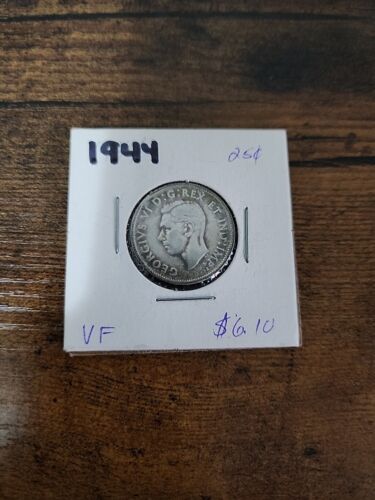 1944 25¢
GEORGIVS VI D:G:REX ET IND:IMP:
VF $6.10